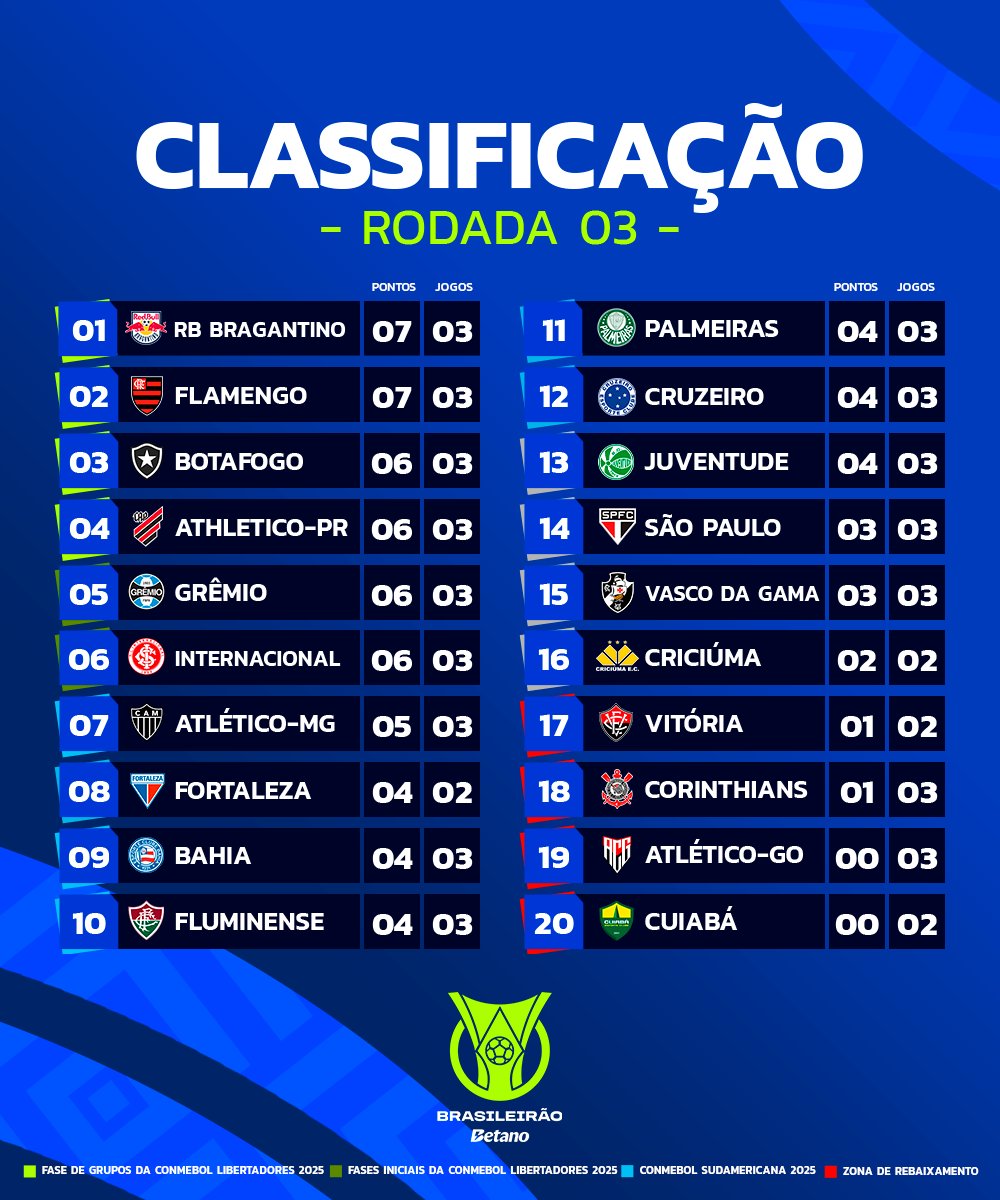 CLASSIFICAÇÃO
- RODADA 03 -
PONTOS JOGOS
01 RB BRAGANTINO 07 03
02 FLAMENGO 07 03
03 BOTAFOGO 06 03
04 ATHLETICO-PR 06 03
05 GRÊMIO 06 03
06 INTERNACIONAL 06 03
07 ATLÉTICO-MG 05 03
08 FORTALEZA 04 02
09 BAHIA 04 03
10 FLUMINENSE 04 03
PONTOS JOGOS
11 PALMEIRAS 04 03
12 CRUZEIRO 04 03
13 JUVENTUDE 04 03
14 SPFC SÃO PAULO 03 03
15 VASCO DA GAMA 03 03
16 CRICIÚMA E.C. CRICIÚMA 02 02
17 VITÓRIA 01 02
18 CORINTHIANS 01 03
19 ATLÉTICO-GO 00 03
20 CUIABÁ 00 02
BRASILEIRÃO
Betano
FASE DE GRUPOS DA CONMEBOL LIBERTADORES 2025 FASES INICIAIS DA CONMEBOL LIBERTADORES 2025 CONMEBOL SUDAMERICANA 2025 ZONA DE REBAIXAMENTO